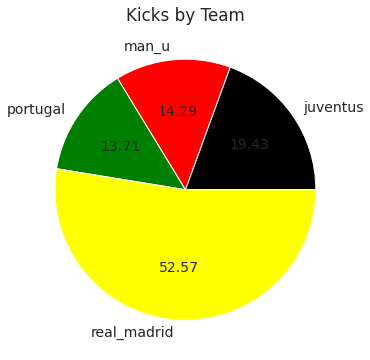 Kicks by Team
man_u
portugal
juventus
14.29
13.71
19.43
52.57
real_madrid